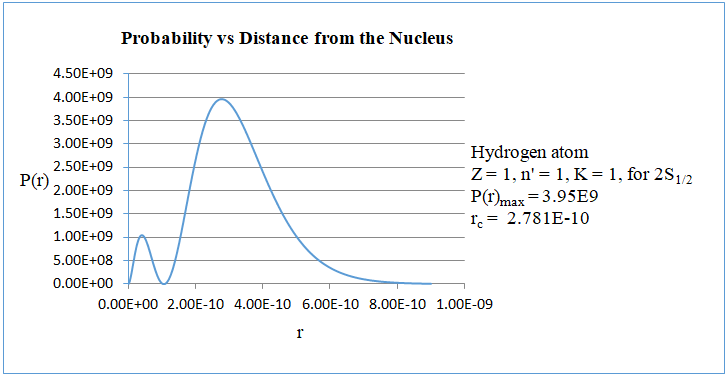 Probability vs Distance from the Nucleus
4.50E+09
4.00E+09
3.50E+09
3.00E+09
2.50E+09
2.00E+09
1.50E+09
1.00E+09
5.00E+08
0.00E+00
P(r)
0.00E+00 2.00E-10 4.00E-10 6.00E-10 8.00E-10 1.00E-09
r
Hydrogen atom
Z = 1, n' = 1, K = 1, for 2S1/2
P(r)max = 3.95E9
rc = 2.781E-10